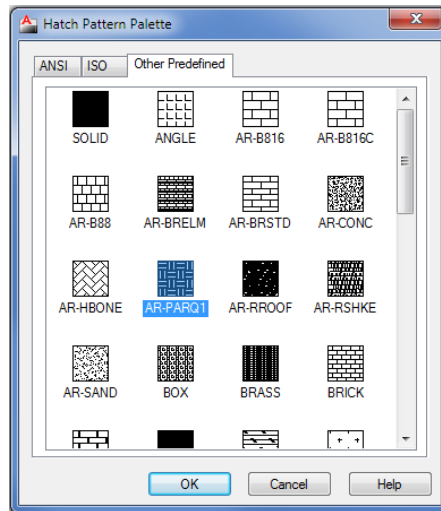 Hatch Pattern Palette
ANSI ISO Other Predefined
SOLID ANGLE AR-B816 AR-B816C
AR-B88 AR-BRELM AR-BRSTD AR-CONC
AR-HBONE AR-PARQ1 AR-RROOF AR-RSHKE
AR-SAND BOX BRASS BRICK
OK Cancel Help